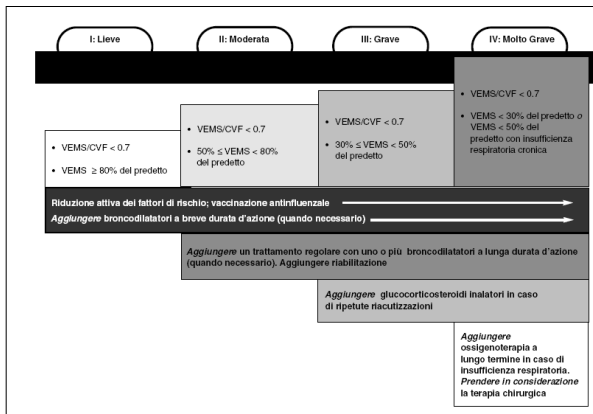 I: Lieve
II: Moderata
III: Grave
IV: Molto Grave
• VEMS/CVF < 0.7
• VEMS ≥ 80% del predetto
• VEMS/CVF < 0.7
• 50% ≤ VEMS < 80%
del predetto
• VEMS/CVF < 0.7
• 30% ≤ VEMS < 50%
del predetto
• VEMS/CVF < 0.7
• VEMS < 30% del predetto o
VEMS < 50% del
predetto con insufficienza
respiratoria cronica
Riduzione attiva dei fattori di rischio; vaccinazione antinfluenzale
Aggiungere broncodilatatori a breve durata d'azione (quando necessario)
Aggiungere un trattamento regolare con uno o più broncodilatatori a lunga durata d'azione
(quando necessario). Aggiungere riabilitazione
Aggiungere glucocorticosteroidi inalatori in caso
di ripetute riacutizzazioni
Aggiungere
ossigenoterapia a
lungo termine in caso di
insufficienza respiratoria.
Prendere in considerazione
la terapia chirurgica